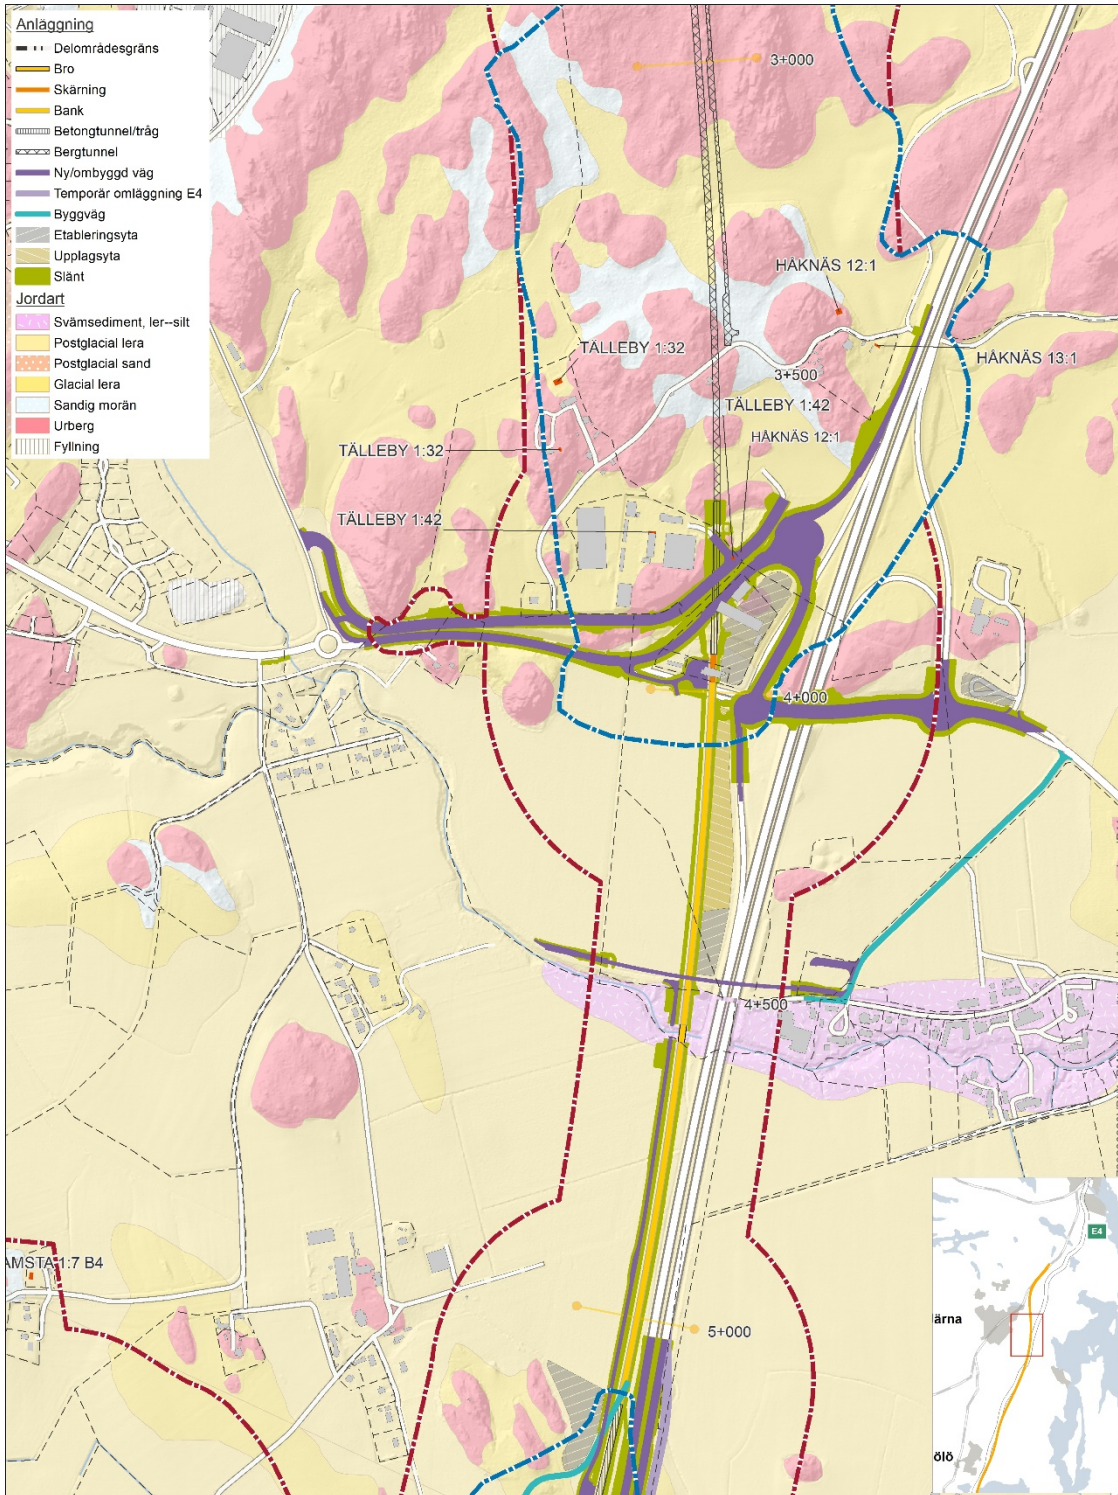 Anläggning
Delområdesgräns
Bro
Skärning
Bank
Betongtunnel/tråg
Bergtunnel
Ny/ombyggd väg
Temporär omläggning E4
Byggväg
Etableringsyta
Upplagsyta
Slänt
Jordart
Svämsediment, ler--silt
Postglacial lera
Postglacial sand
Glacial lera
Sandig morän
Urberg
Fyllning
3+000
HÅKNÄS 12:1
TÄLLEBY 1:32
HÅKNÄS 13:1
3+500
TÄLLEBY 1:42
HÅKNÄS 12:1
TÄLLEBY 1:32
TÄLLEBY 1:42
4+000
4+500
AMSTA 1:7 B4
5+000
E4
ärna
ölö